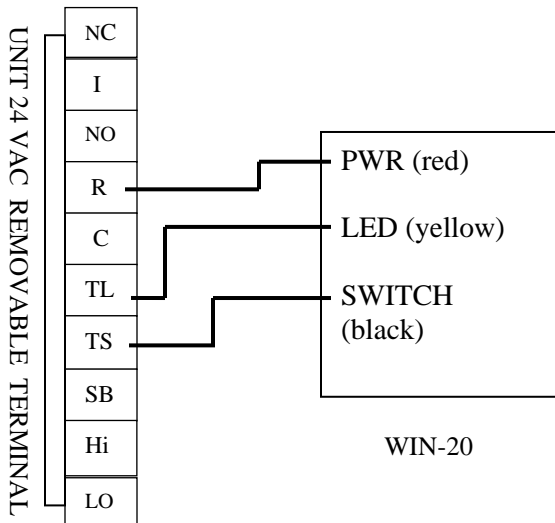 UNIT 24 VAC REMOVABLE TERMINAL
NC
I
NO
R
C
TL
TS
SB
Hi
LO
PWR (red)
LED (yellow)
SWITCH
(black)
WIN-20